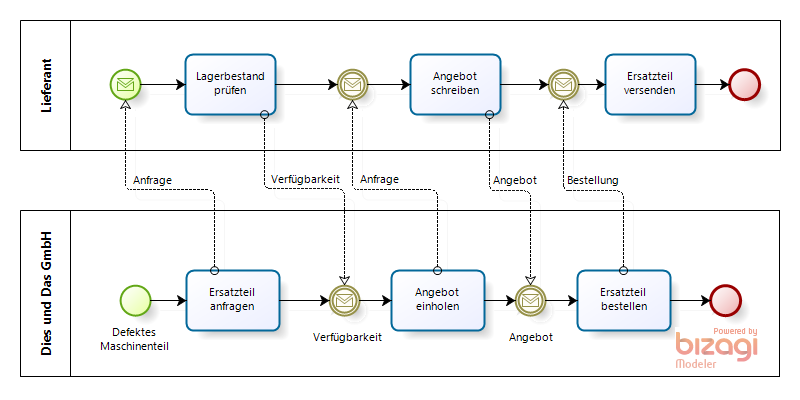 Lieferant
Lagerbestand
prüfen
Angebot
schreiben
Ersatzteil
versenden
Anfrage
Verfügbarkeit
Anfrage
Angebot
Bestellung
Dies und Das GmbH
Ersatzteil
anfragen
Angebot
einholen
Ersatzteil
bestellen
Defektes
Maschinenteil
Verfügbarkeit
Angebot
Powered by
bizagi
Modeler